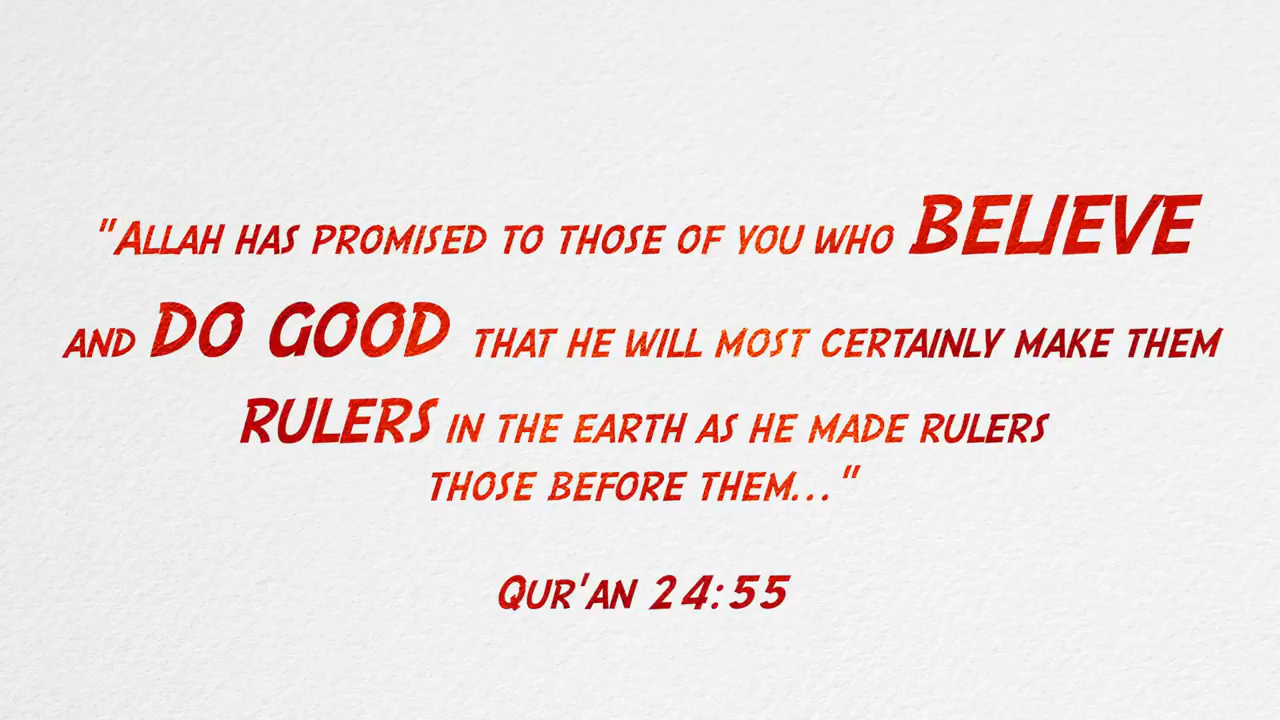 "ALLAH HAS PROMISED TO THOSE OF YOU WHO BELIEVE
AND DO GOOD THAT HE WILL MOST CERTAINLY MAKE THEM
RULERS IN THE EARTH AS HE MADE RULERS
THOSE BEFORE THEM..."
QUR'AN 24:55